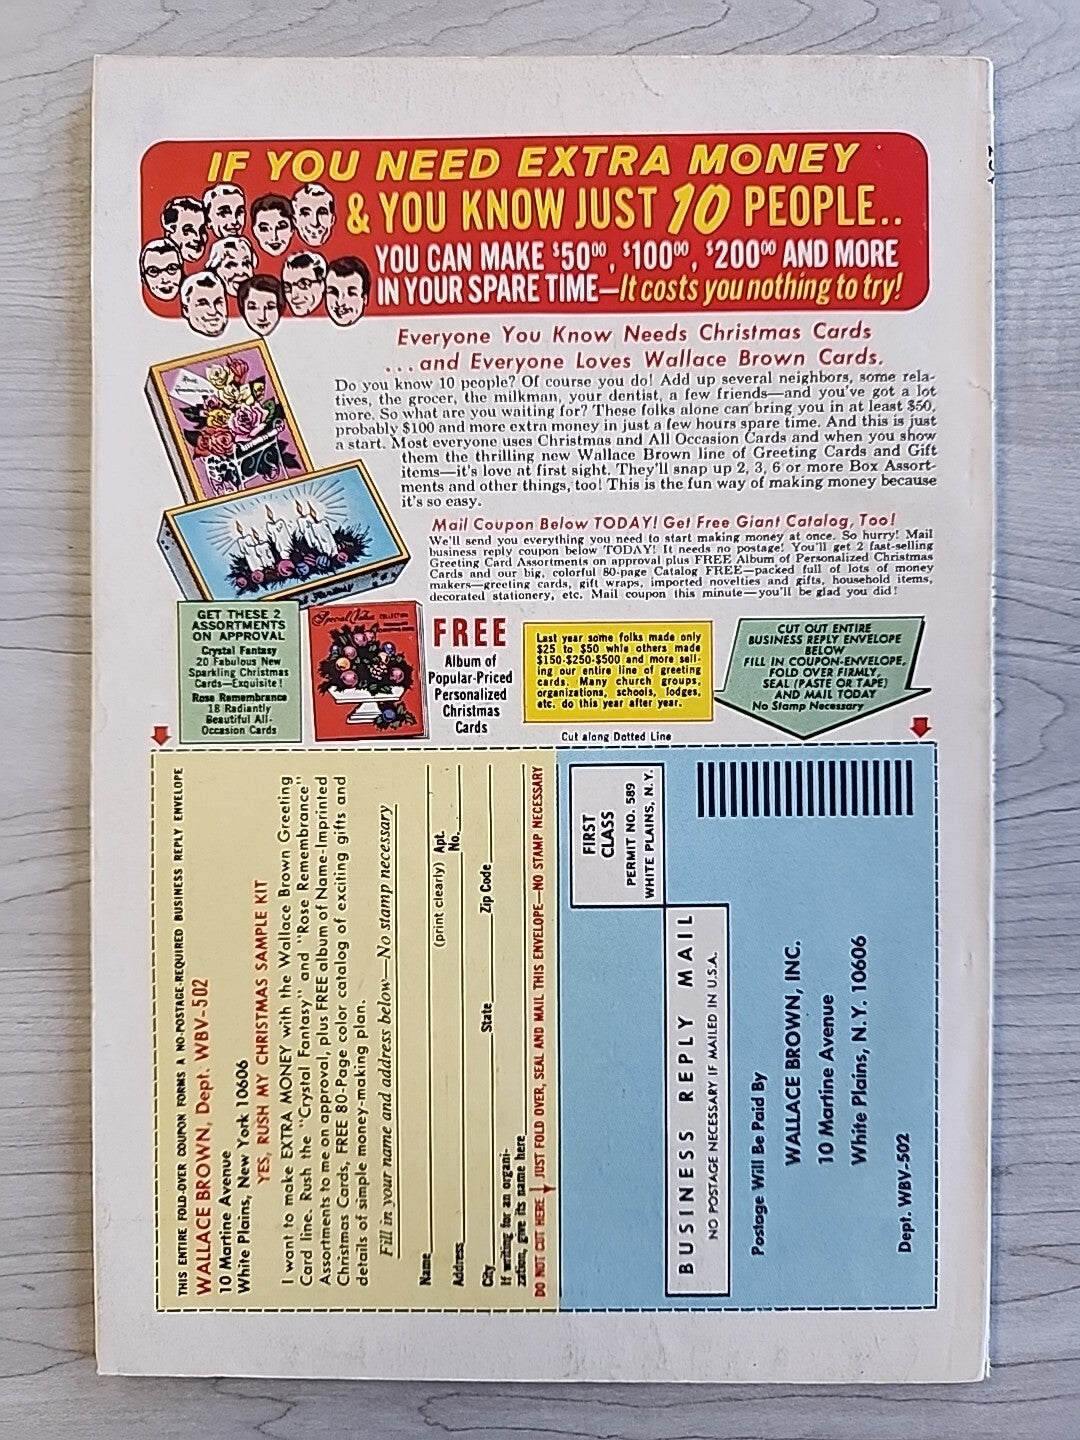 IF YOU NEED EXTRA MONEY
& YOU KNOW JUST 10 PEOPLE..
YOU CAN MAKE $50⁰⁰, $100⁰⁰, $200⁰⁰ AND MORE
IN YOUR SPARE TIME—It costs you nothing to try!
Everyone You Know Needs Christmas Cards
...and Everyone Loves Wallace Brown Cards.
Do you know 10 people? Of course you do! Add up several neighbors, some rela-
tives, the grocer, the milkman, your dentist, a few friends—and you've got a lot
more. So what are you waiting for? These folks alone can bring you in at least $50,
probably $100 and more extra money in just a few hours spare time. And this is just
a start. Most everyone uses Christmas and All Occasion Cards and when you show
them the thrilling new Wallace Brown line of Greeting Cards and Gift
items—it's love at first sight. They'll snap up 2, 3, 6 or more Box Assort-
ments and other things, too! This is the fun way of making money because
it's so easy.
Mail Coupon Below TODAY! Get Free Giant Catalog, Too!
We'll send you everything you need to start making money at once. So hurry! Mail
business reply coupon below TODAY! It needs no postage! You'll get 2 fast-selling
Greeting Card Assortments on approval plus FREE Album of Personalized Christmas
Cards and our big, colorful 80-page Catalog FREE—packed full of lots of money
makers—greeting cards, gift wraps, imported novelties and gifts, household items,
decorated stationery, etc. Mail coupon this minute—you'll be glad you did!
GET THESE 2
ASSORTMENTS
ON APPROVAL
Crystal Fantasy
20 Fabulous New
Sparkling Christmas
Cards—Exquisite!
Rose Remembrance
18 Radiantly
Beautiful All-
Occasion Cards
Special Value COLLECTION
FREE
Album of
Popular-Priced
Personalized
Christmas
Cards
Last year some folks made only
$25 to $50 while others made
$150-$250-$500 and more sell-
ing our entire line of greeting
cards. Many church groups,
organizations, schools, lodges,
etc. do this year after year.
CUT OUT ENTIRE
BUSINESS REPLY ENVELOPE
BELOW
FILL IN COUPON-ENVELOPE,
FOLD OVER FIRMLY,
SEAL (PASTE OR TAPE)
AND MAIL TODAY
No Stamp Necessary
Cut along Dotted Line
THIS ENTIRE FOLD-OVER COUPON FORMS A NO-POSTAGE-REQUIRED BUSINESS REPLY ENVELOPE
WALLACE BROWN, Dept. WBV-502
10 Martine Avenue
White Plains, New York 10606
YES, RUSH MY CHRISTMAS SAMPLE KIT
I want to make EXTRA MONEY with the Wallace Brown Greeting
Card line. Rush the "Crystal Fantasy" and "Rose Remembrance"
Assortments to me on approval, plus FREE album of Name-Imprinted
Christmas Cards, FREE 80-Page color catalog of exciting gifts and
details of simple money-making plan.
Fill in your name and address below—No stamp necessary
Name
(print clearly)
Apt.
Address No.
City State Zip Code
If writing for an organi-
zation, give its name here
DO NOT CUT HERE JUST FOLD OVER, SEAL AND MAIL THIS ENVELOPE—NO STAMP NECESSARY
FIRST
CLASS
PERMIT NO. 589
WHITE PLAINS, N.Y.
BUSINESS REPLY MAIL
NO POSTAGE NECESSARY IF MAILED IN U.S.A.
Postage Will Be Paid By
WALLACE BROWN, INC.
10 Martine Avenue
White Plains, N.Y. 10606
Dept. WBV-502